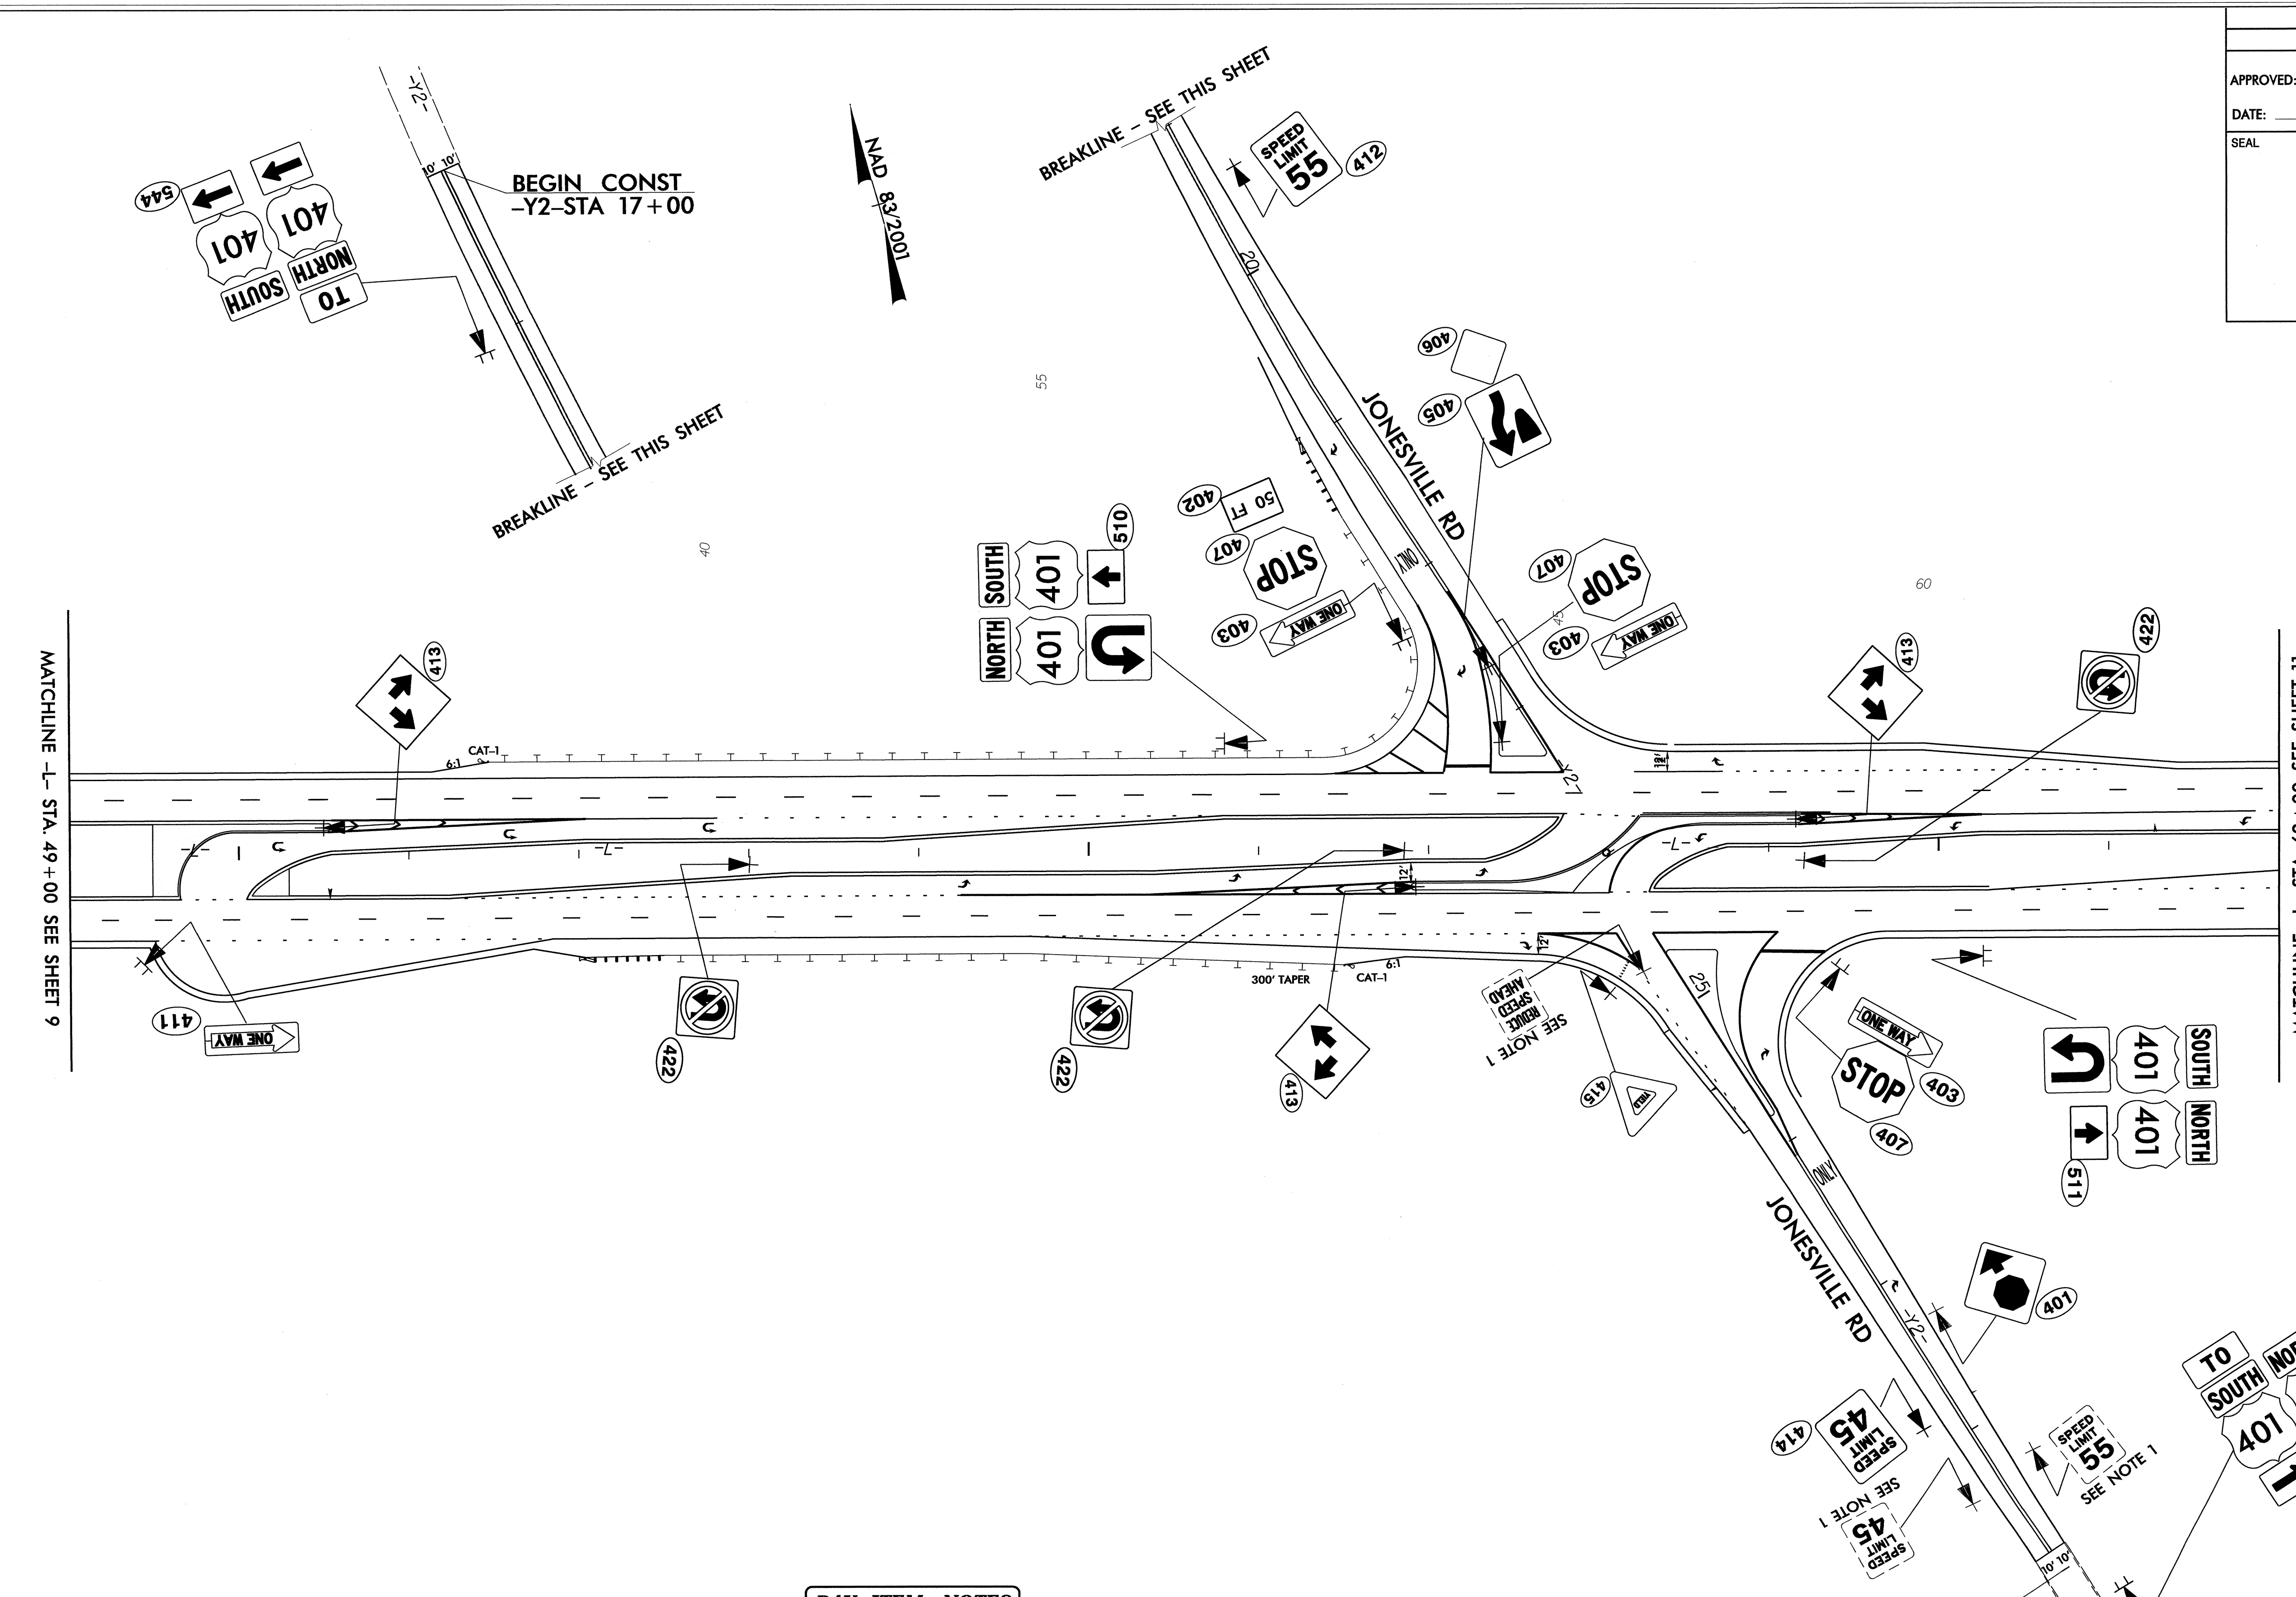 APPROVED:
DATE:
SEAL
-Y2-
10' 10'
BEGIN CONST
-Y2-STA 17+00
544
401
401
SOUTH
NORTH
TO
BREAKLINE - SEE THIS SHEET
NAD 83/2001
BREAKLINE - SEE THIS SHEET
SPEED
LIMIT
55
412
20'
JONESVILLE RD
406
405
55
40
60
45
402
50 FT
407
STOP
403
ONE WAY
407
STOP
403
ONE WAY
ONLY
510
SOUTH
401
NORTH
401
413
413
422
MATCHLINE -L- STA. 49+00 SEE SHEET 9
CAT-1
6:1
12'
-Y2-
-L-
-L-
12'
12'
300' TAPER
CAT-1
6:1
411
ONE WAY
422
422
413
REDUCE
SPEED
AHEAD
SEE NOTE 1
415
YIELD
25'
ONE WAY
403
STOP
407
SOUTH
401
NORTH
401
511
ONLY
JONESVILLE RD
-Y2-
401
414
SPEED
LIMIT
45
SEE NOTE 1
SPEED
LIMIT
45
SPEED
LIMIT
55
SEE NOTE 1
TO
SOUTH
401
10' 10'
PAY ITEM NOTES